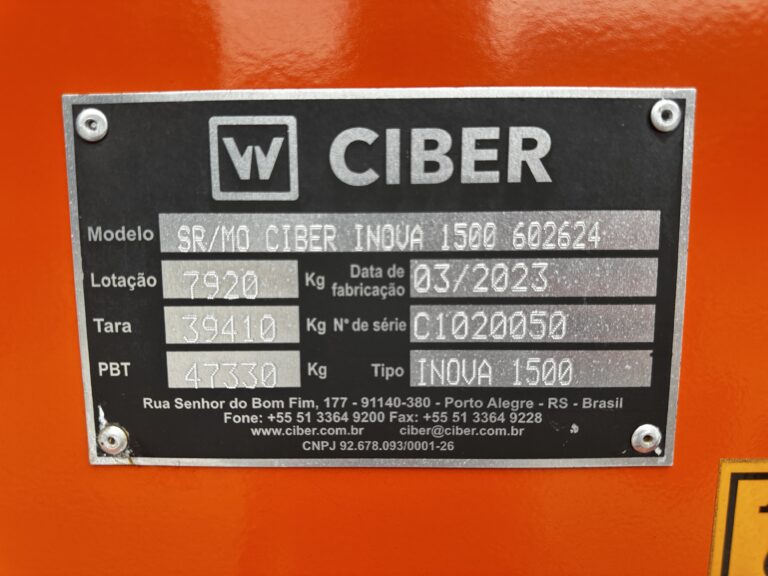 W CIBER
Modelo SR/MO CIBER INOVA 1500 602624
Lotação 7920 Kg Data de fabricação 03/2023
Tara 39410 Kg N° de série C1020050
PBT 47330 Kg Tipo INOVA 1500
Rua Senhor do Bom Fim, 177 - 91140-380 - Porto Alegre - RS - Brasil
Fone: +55 51 3364 9200 Fax: +55 51 3364 9228
www.ciber.com.br ciber@ciber.com.br
CNPJ 92.678.093/0001-26